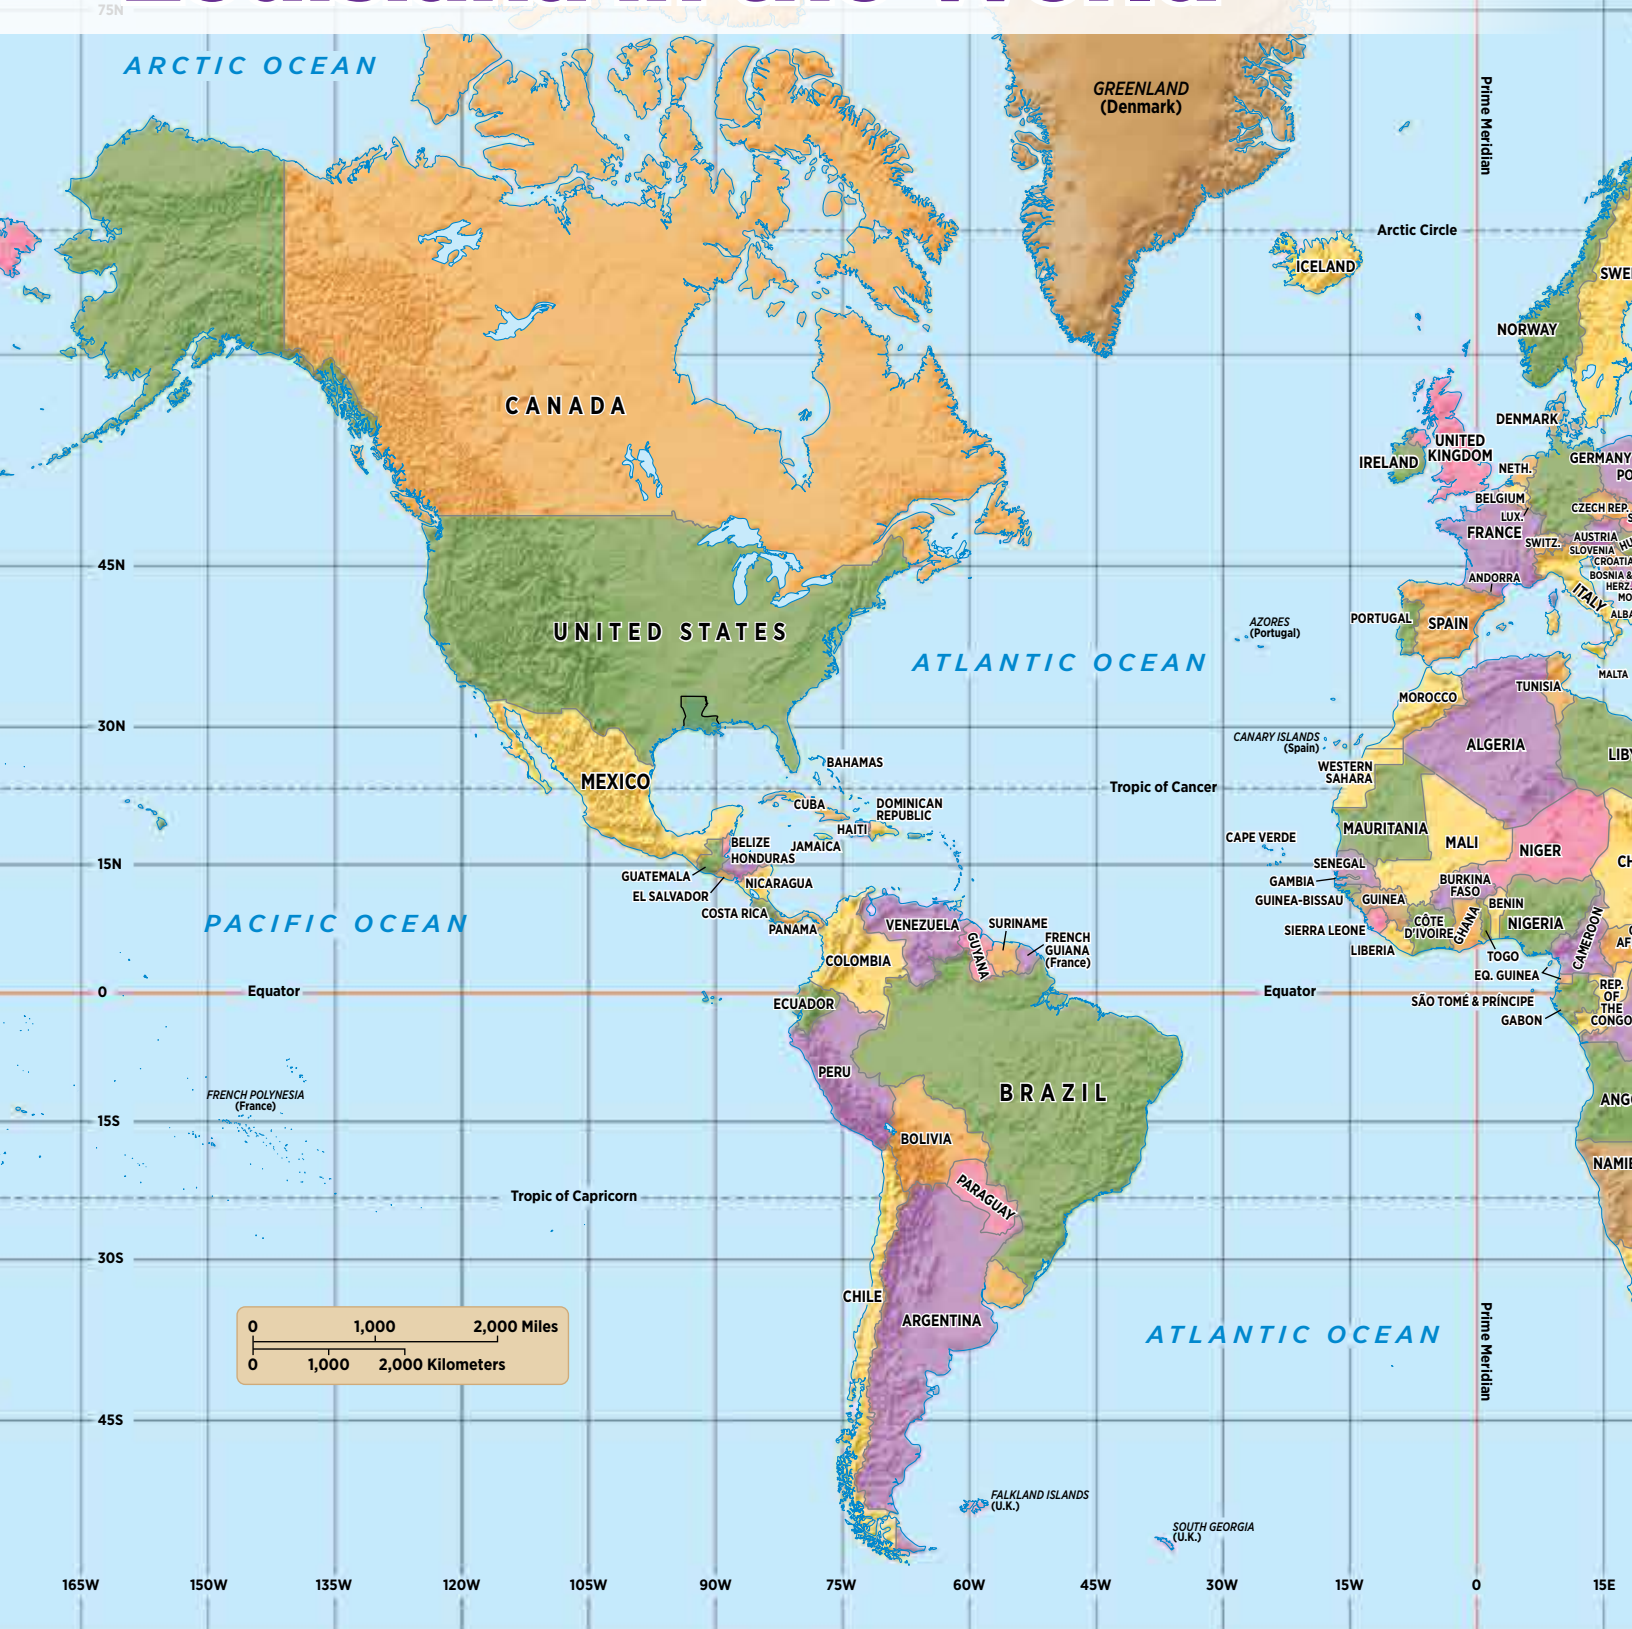 Louisiana in the World
75N
ARCTIC OCEAN
GREENLAND
(Denmark)
Prime Meridian
Arctic Circle
ICELAND
NORWAY
CANADA
DENMARK
UNITED
KINGDOM
IRELAND
GERMANY
NETH.
BELGIUM
LUX.
CZECH REP.
FRANCE
SWITZ.
AUSTRIA
SLOVENIA
CROATIA
BOSNIA &
HERZ.
45N
ANDORRA
ITALY
UNITED STATES
AZORES
(Portugal)
PORTUGAL
SPAIN
ATLANTIC OCEAN
MALTA
TUNISIA
MOROCCO
30N
CANARY ISLANDS
(Spain)
ALGERIA
BAHAMAS
WESTERN
SAHARA
MEXICO
Tropic of Cancer
CUBA
DOMINICAN
REPUBLIC
HAITI
JAMAICA
MAURITANIA
CAPE VERDE
MALI
NIGER
BELIZE
HONDURAS
15N
SENEGAL
GUATEMALA
NICARAGUA
GAMBIA
BURKINA
FASO
EL SALVADOR
GUINEA-BISSAU
GUINEA
BENIN
COSTA RICA
PACIFIC OCEAN
PANAMA
VENEZUELA
SURINAME
GUYANA
FRENCH
GUIANA
(France)
SIERRA LEONE
CÔTE
D'IVOIRE
GHANA
NIGERIA
CAMEROON
LIBERIA
TOGO
COLOMBIA
EQ. GUINEA
0
Equator
Equator
ECUADOR
SÃO TOMÉ & PRÍNCIPE
REP.
OF
THE
CONGO
GABON
PERU
FRENCH POLYNESIA
(France)
BRAZIL
15S
BOLIVIA
PARAGUAY
Tropic of Capricorn
30S
CHILE
ARGENTINA
Prime Meridian
ATLANTIC OCEAN
0 1,000 2,000 Miles
0 1,000 2,000 Kilometers
45S
FALKLAND ISLANDS
(U.K.)
SOUTH GEORGIA
(U.K.)
165W 150W 135W 120W 105W 90W 75W 60W 45W 30W 15W 0 15E